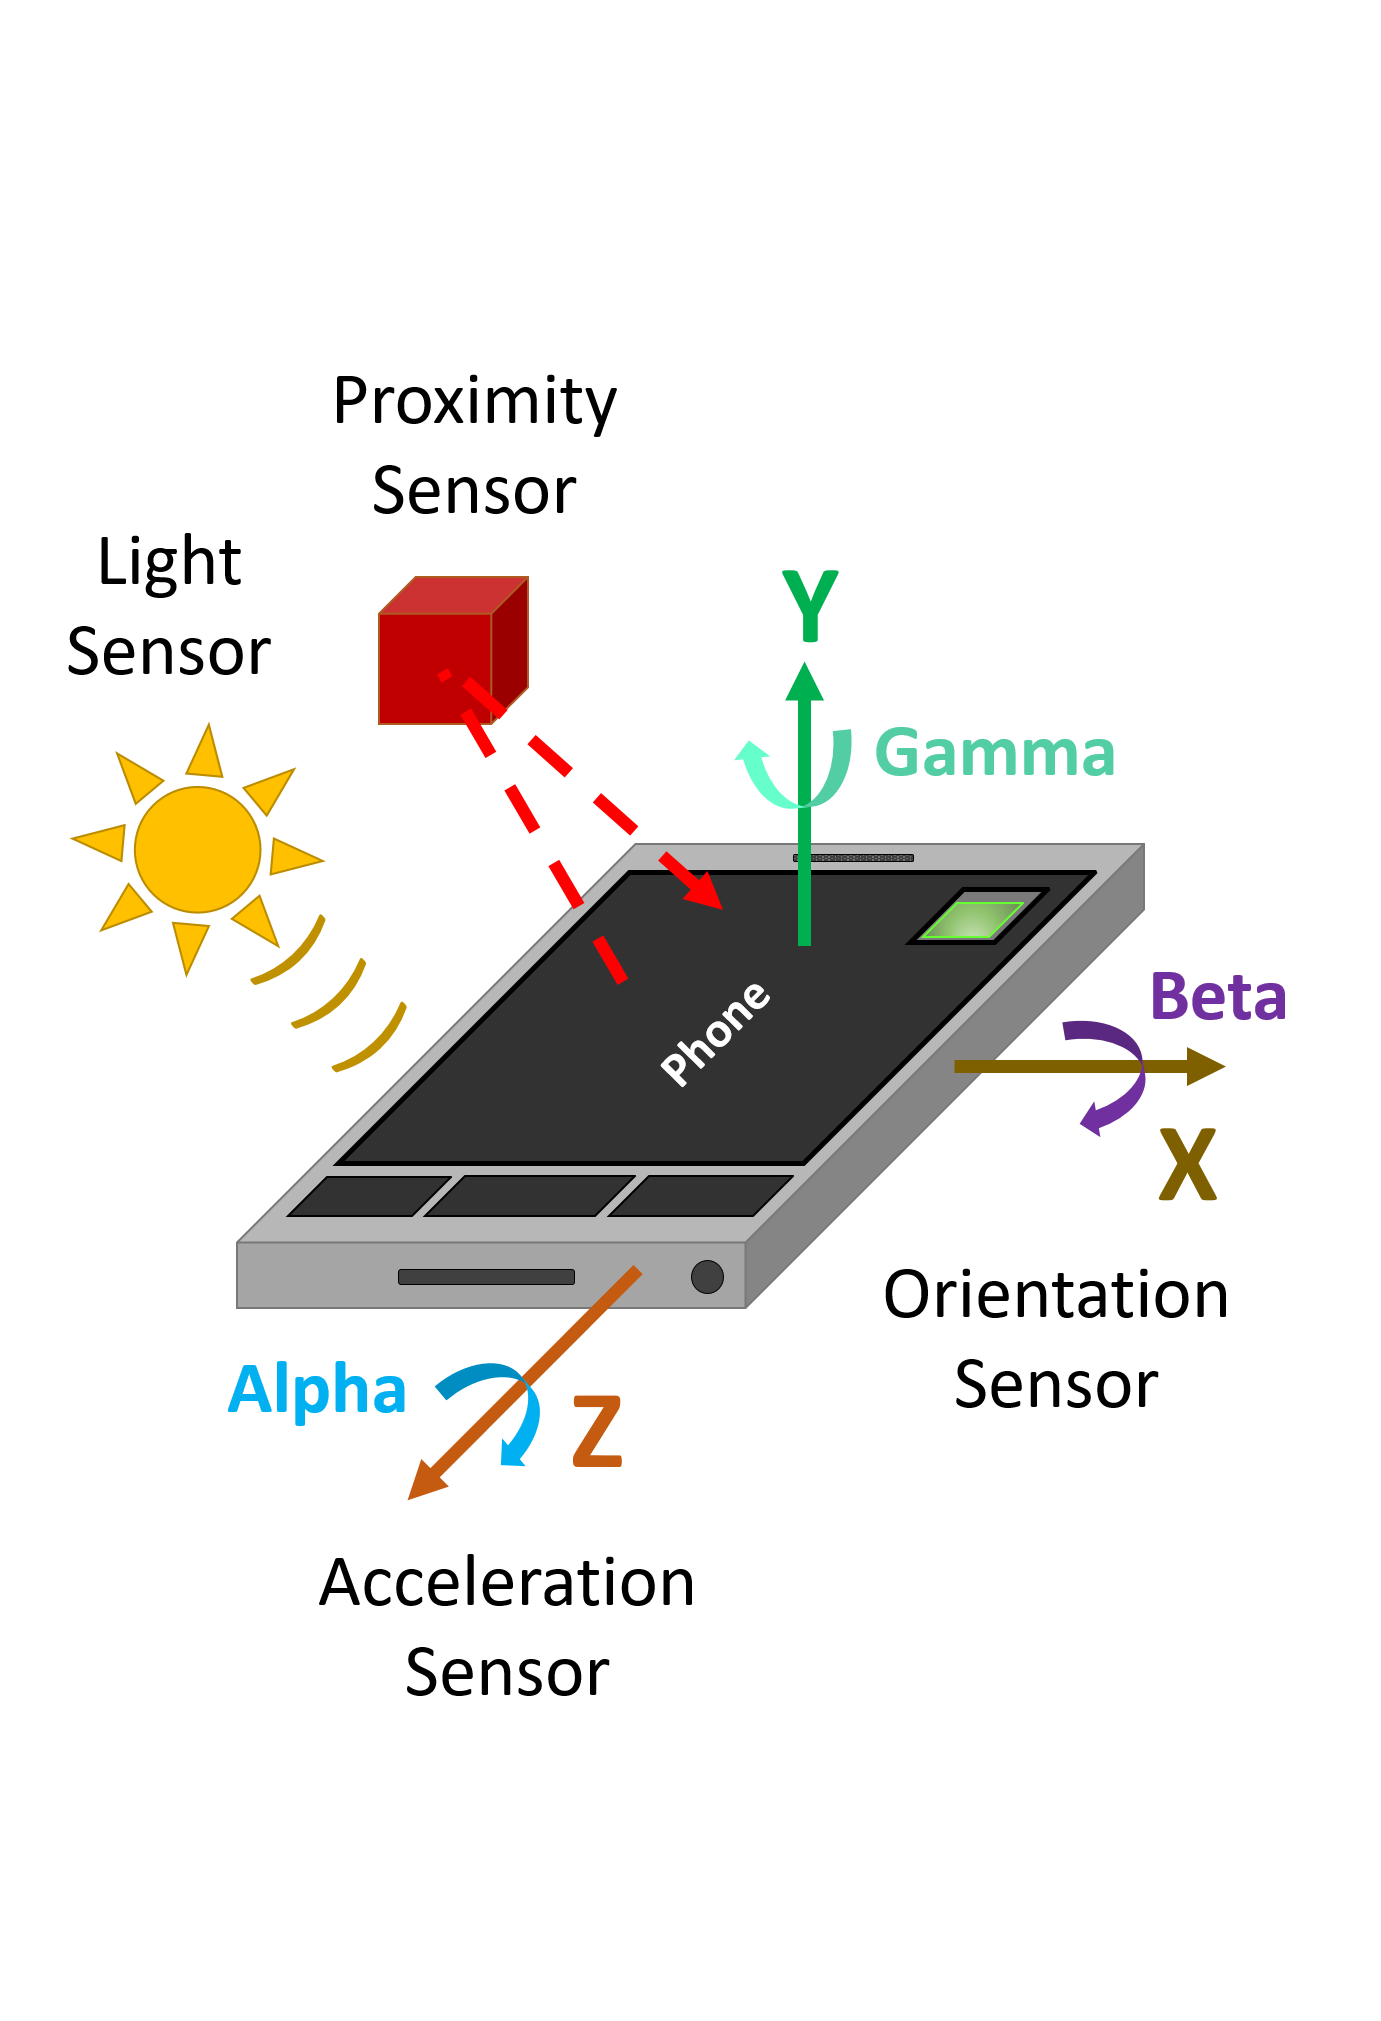 Proximity
Sensor
Light
Sensor
Y
Gamma
Phone
Beta
X
Orientation
Sensor
Alpha
Z
Acceleration
Sensor